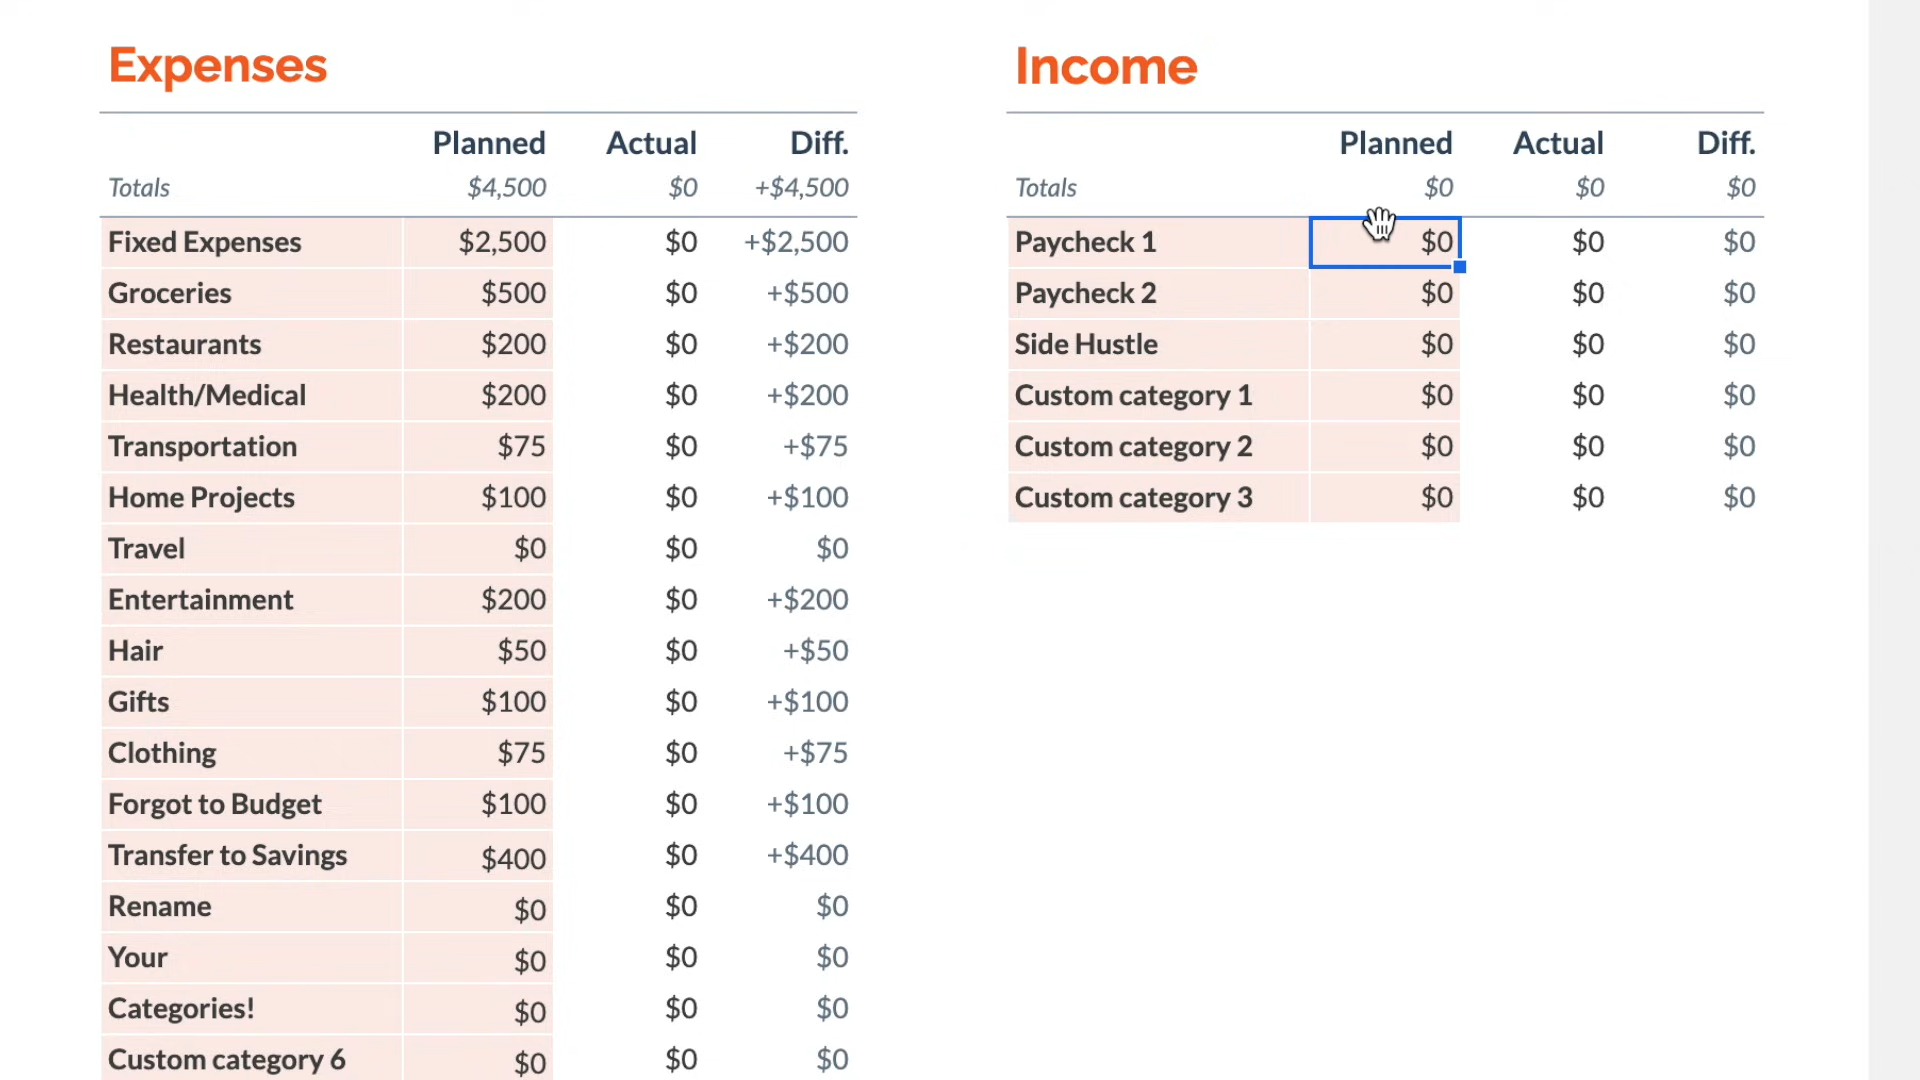 Expenses
Planned Actual Diff.
Totals $4,500 $0 +$4,500
Fixed Expenses $2,500 $0 +$2,500
Groceries $500 $0 +$500
Restaurants $200 $0 +$200
Health/Medical $200 $0 +$200
Transportation $75 $0 +$75
Home Projects $100 $0 +$100
Travel $0 $0 $0
Entertainment $200 $0 +$200
Hair $50 $0 +$50
Gifts $100 $0 +$100
Clothing $75 $0 +$75
Forgot to Budget $100 $0 +$100
Transfer to Savings $400 $0 +$400
Rename $0 $0 $0
Your $0 $0 $0
Categories! $0 $0 $0
Custom category 6 $0 $0 $0
Income
Planned Actual Diff.
Totals $0 $0 $0
Paycheck 1 $0 $0 $0
Paycheck 2 $0 $0 $0
Side Hustle $0 $0 $0
Custom category 1 $0 $0 $0
Custom category 2 $0 $0 $0
Custom category 3 $0 $0 $0